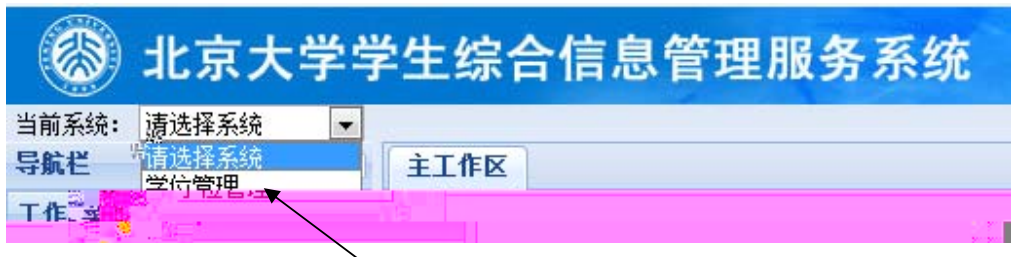 北京大学学生综合信息管理服务系统
当前系统： 请选择系统
导航栏 请选择系统 主工作区
学位管理
工作